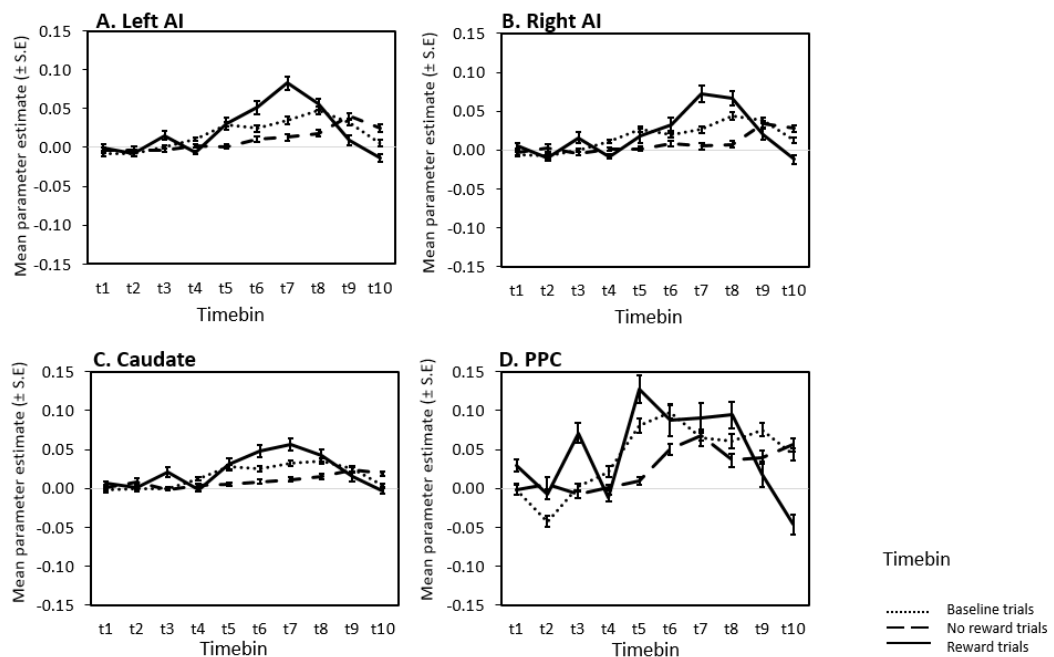 A. Left AI
Mean parameter estimate (± S.E)
0.15
0.10
0.05
0.00
-0.05
-0.10
-0.15
t1 t2 t3 t4 t5 t6 t7 t8 t9 t10
Timebin
B. Right AI
Mean parameter estimate (± S.E)
0.15
0.10
0.05
0.00
-0.05
-0.10
-0.15
t1 t2 t3 t4 t5 t6 t7 t8 t9 t10
Timebin
C. Caudate
Mean parameter estimate (± S.E)
0.15
0.10
0.05
0.00
-0.05
-0.10
-0.15
t1 t2 t3 t4 t5 t6 t7 t8 t9 t10
Timebin
D. PPC
Mean parameter estimate (± S.E)
0.15
0.10
0.05
0.00
-0.05
-0.10
-0.15
t1 t2 t3 t4 t5 t6 t7 t8 t9 t10
Timebin
Timebin
Baseline trials
No reward trials
Reward trials